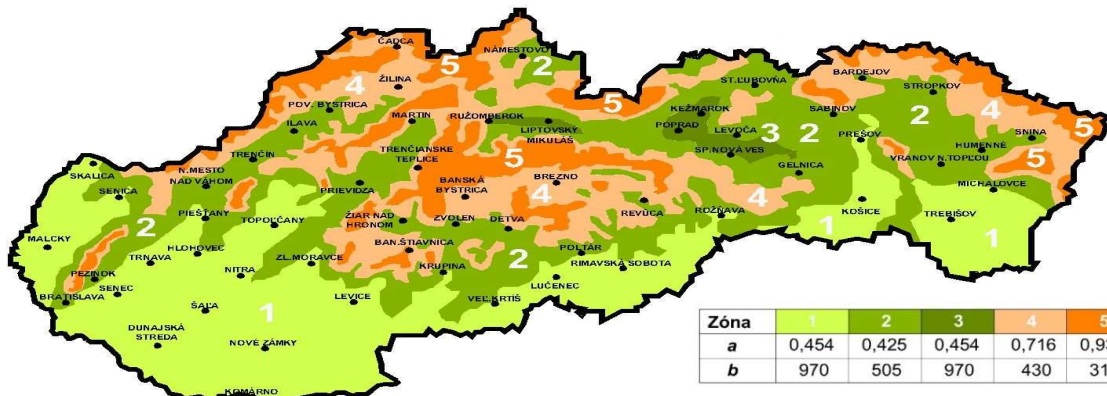 ČADCA
NÁMESTOVO
5
2
ŽILINA
4
ST.ĽUBOVŇA
BARDEJOV
STROPKOV
POV. BYSTRICA
5
KEŽMAROK
SABINOV
4
ILAVA
MARTIN
RUŽOMBEROK
LIPTOVSKÝ
MIKULÁŠ
POPRAD
LEVOČA
3
2
PREŠOV
2
SNINA
5
TRENČIANSKE
TEPLICE
SP.NOVÁ VES
HUMENNÉ
TRENČÍN
5
VRANOV N.TOPĽOU
5
SKALICA
N.MESTO
NAD VÁHOM
PRIEVIDZA
BANSKÁ
BYSTRICA
BREZNO
GELNICA
MICHALOVCE
SENICA
4
4
REVÚCA
ROŽŇAVA
KOŠICE
TREBIŠOV
2
PIEŠŤANY
TOPOĽČANY
ŽIAR NAD
HRONOM
ZVOLEN
DETVA
1
1
MALCKY
HLOHOVEC
BAN.ŠTIAVNICA
2
POLTÁR
TRNAVA
ZL.MORAVCE
KRUPINA
RIMAVSKÁ SOBOTA
PEZINOK
NITRA
LUČENEC
SENEC
BRATISLAVA
LEVICE
VEĽ.KRTÍŠ
ŠAĽA
1
DUNAJSKÁ
STREDA
NOVÉ ZÁMKY
KOMÁRNO
Zóna 1 2 3 4 5
a 0,454 0,425 0,454 0,716
b 970 505 970 430